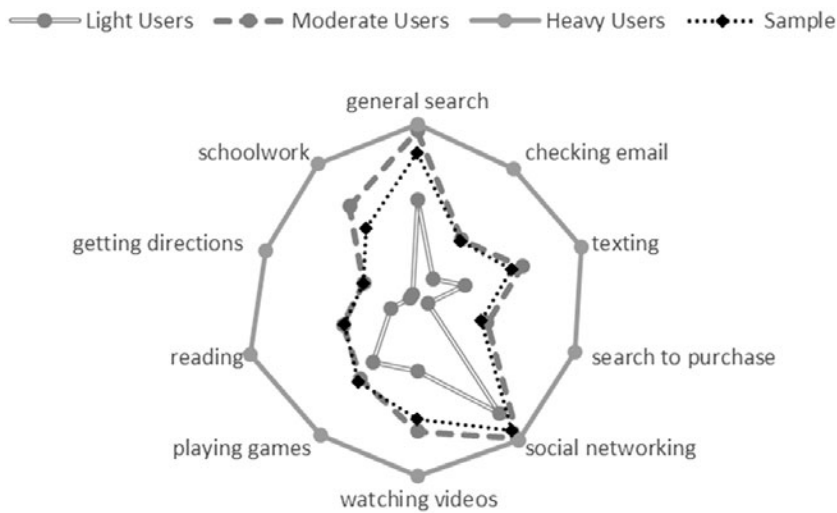 Light Users Moderate Users Heavy Users Sample
general search
schoolwork checking email
getting directions texting
reading search to purchase
playing games social networking
watching videos